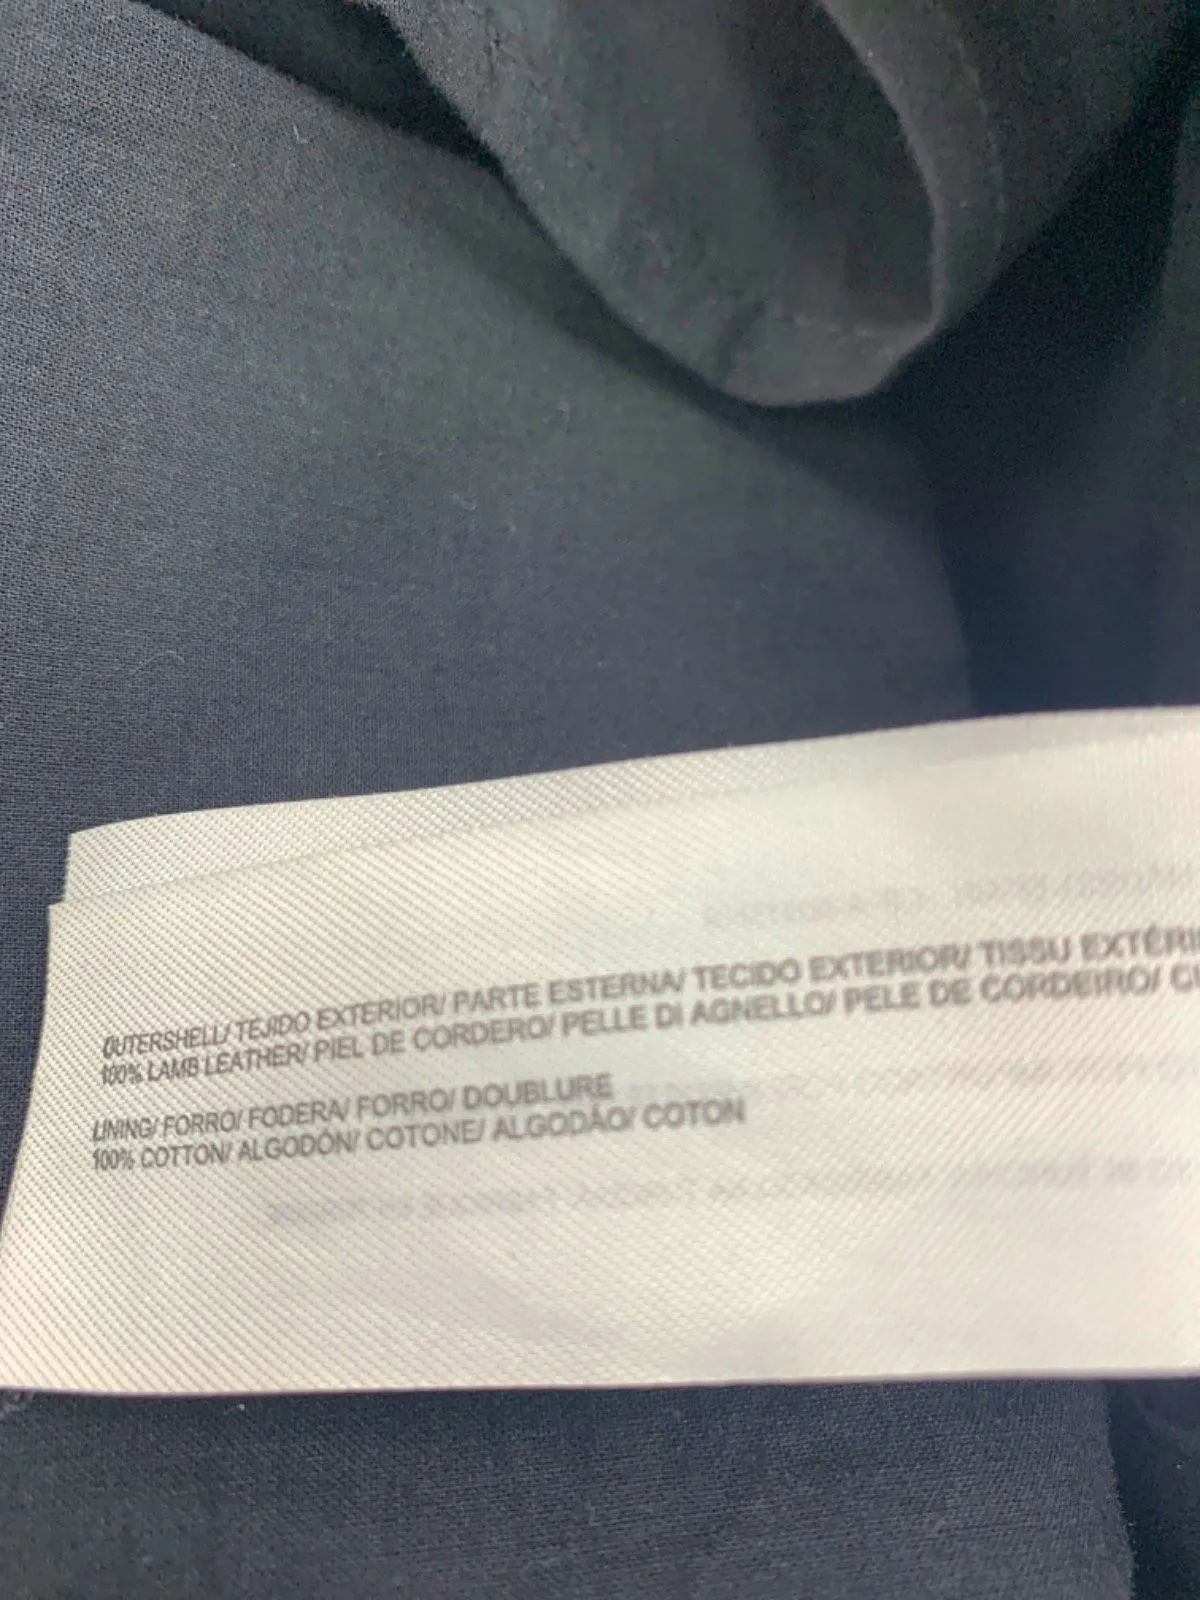 OUTERSHELL/ TEJIDO EXTERIOR/ PARTE ESTERNA/ TECIDO EXTERIOR/ TISSU EXTÉRI
100% LAMB LEATHER/ PIEL DE CORDERO/ PELLE DI AGNELLO/ PELE DE CORDEIRO/
LINING/ FORRO/ FODERA/ FORRO/ DOUBLURE
100% COTTON/ ALGODÓN/ COTONE/ ALGODÃO/ COTON